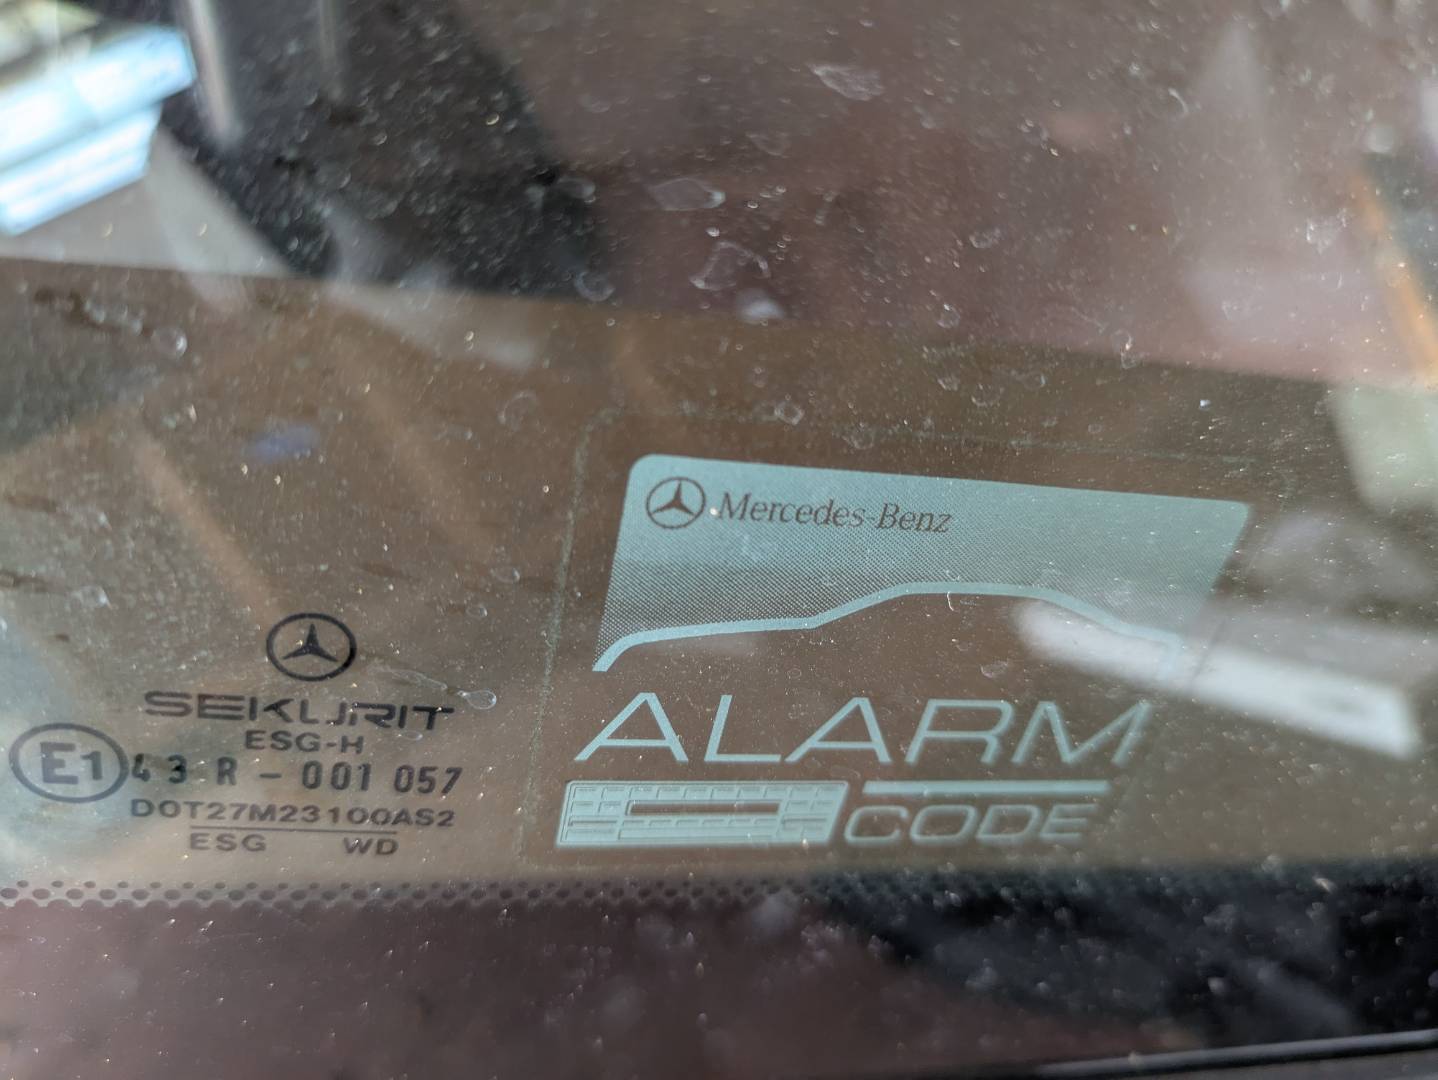 Mercedes-Benz
ALARM
CODE
SEKURIT
ESG-H
E1 43 R - 001 057
DOT27M23100AS2
ESG WD